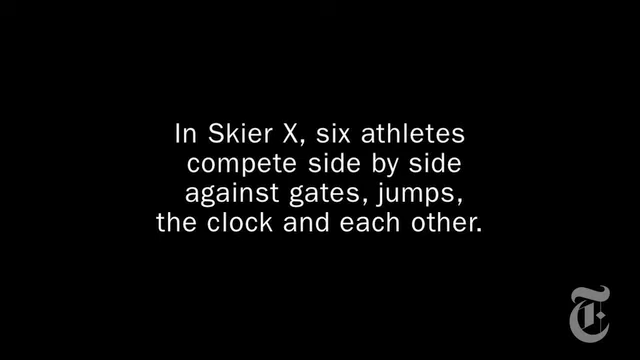 In Skier X, six athletes
compete side by side
against gates, jumps,
the clock and each other.
T